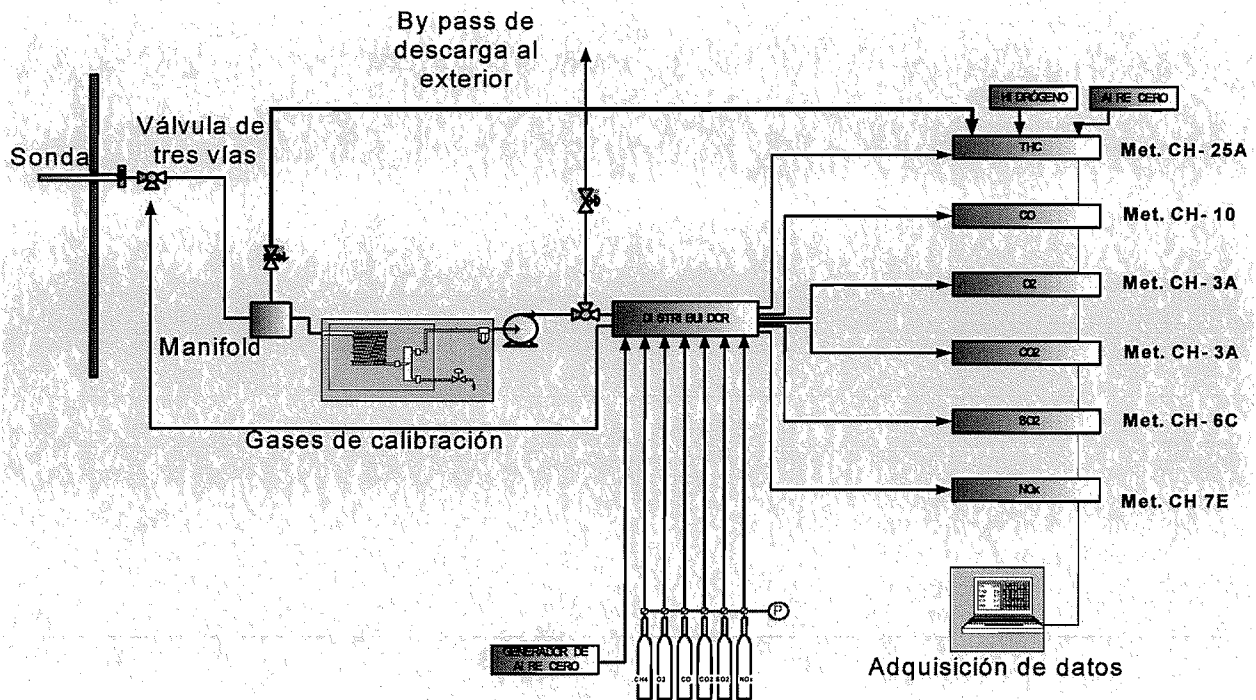 By pass de
descarga al
exterior
HIDRÓGENO
AIRE CERO
Válvula de
tres vías
Sonda
THC
Met. CH- 25A
CO
Met. CH- 10
O2
Met. CH- 3A
DISTRIBUIDOR
Manifold
CO2
Met. CH- 3A
Gases de calibración
SO2
Met. CH- 6C
NOx
Met. CH 7E
P
GENERADOR DE
AIRE CERO
CH4 O2 CO CO2 SO2 NOx
Adquisición de datos